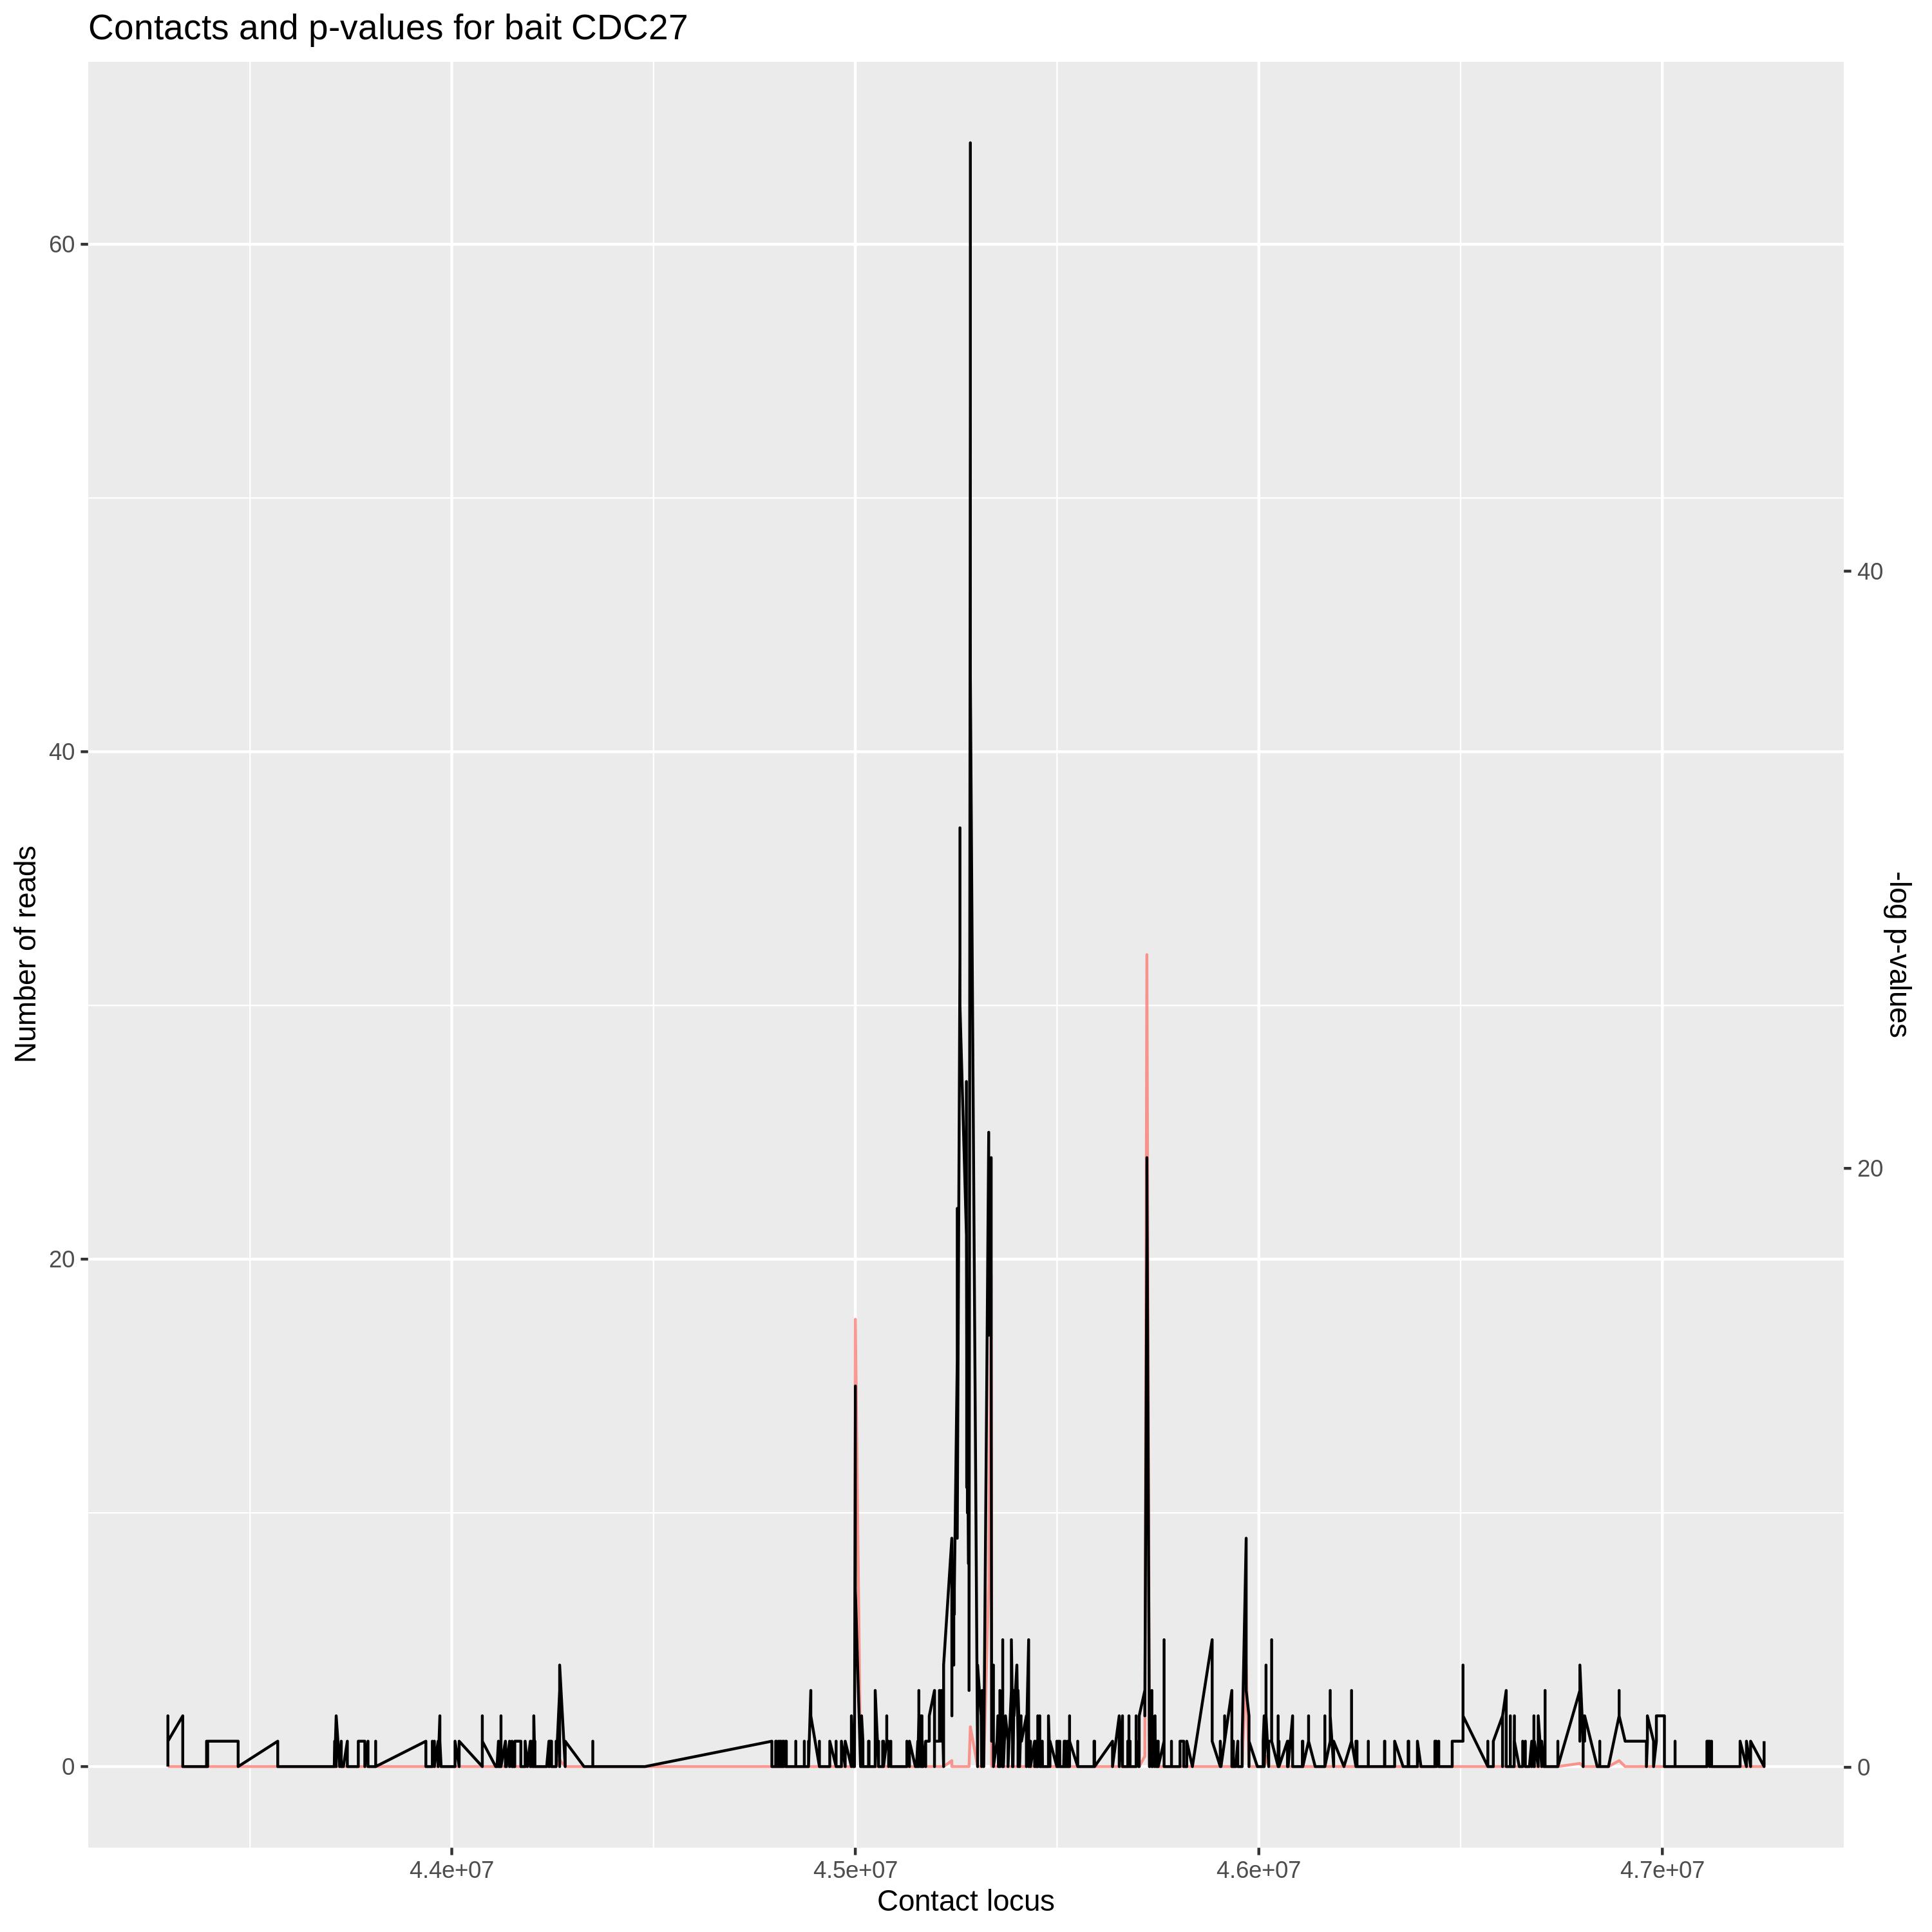 Contacts and p-values for bait CDC27
60
40
20
0
Number of reads
40
20
0
-log p-values
4.4e+07
4.5e+07
4.6e+07
4.7e+07
Contact locus